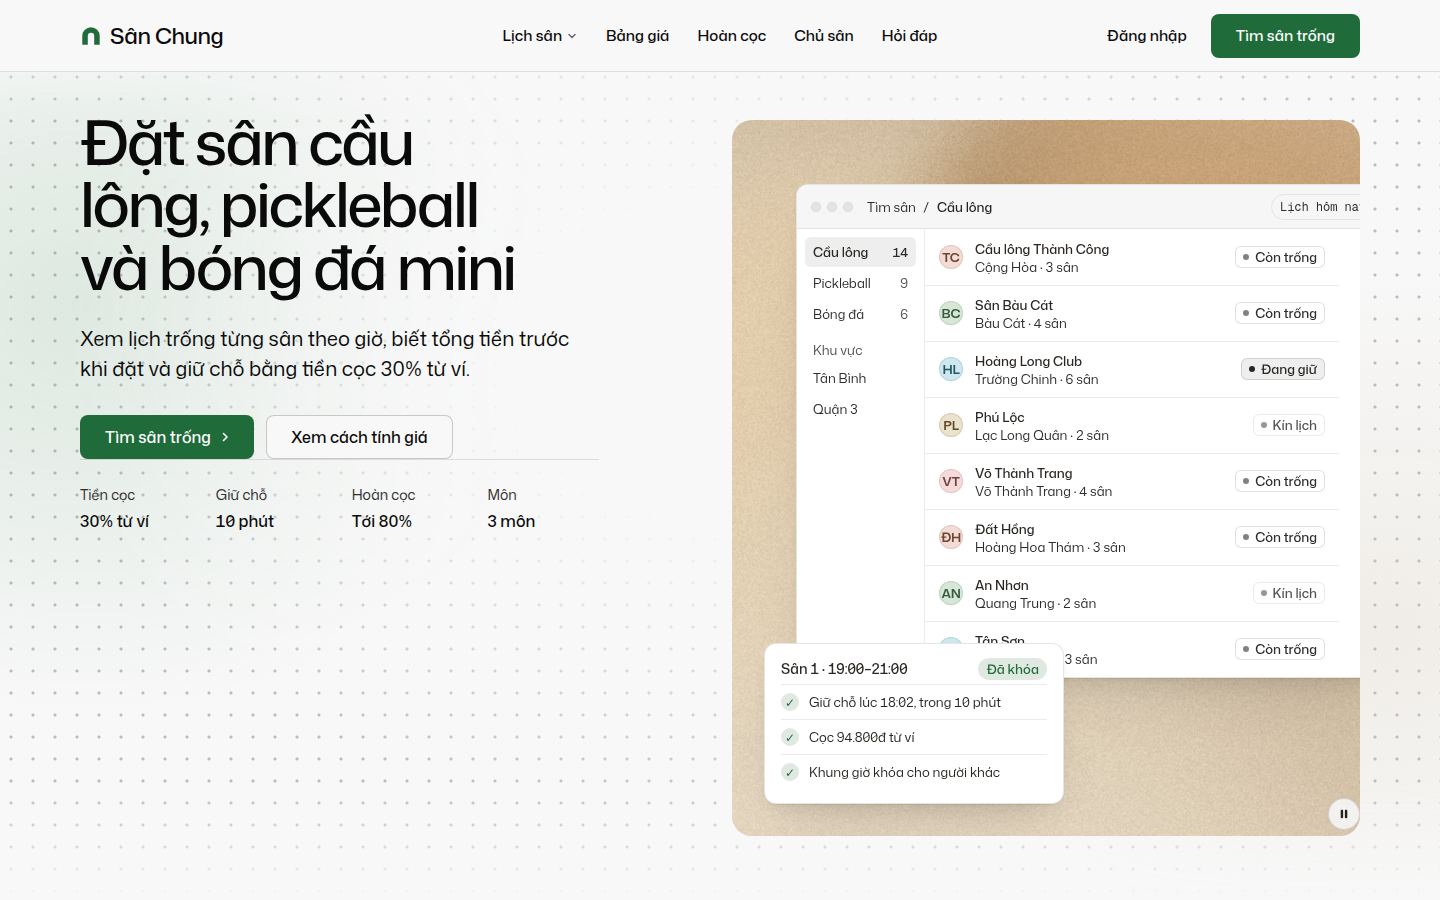 Sân Chung
Lịch sân
Bảng giá
Hoàn cọc
Chủ sân
Hỏi đáp
Đăng nhập
Tìm sân trống
Đặt sân cầu
lông, pickleball
và bóng đá mini
Xem lịch trống từng sân theo giờ, biết tổng tiền trước
khi đặt và giữ chỗ bằng tiền cọc 30% từ ví.
Tìm sân trống
Xem cách tính giá
Tiền cọc
30% từ ví
Giữ chỗ
10 phút
Hoàn cọc
Tới 80%
Môn
3 môn
Tìm sân / Cầu lông
Lịch hôm
Cầu lông 14
Pickleball 9
Bóng đá 6
Khu vực
Tân Bình
Quận 3
TC
Cầu lông Thành Công
Cộng Hòa · 3 sân
Còn trống
BC
Sân Bàu Cát
Bàu Cát · 4 sân
Còn trống
HL
Hoàng Long Club
Trường Chinh · 6 sân
Đang giữ
PL
Phú Lộc
Lạc Long Quân · 2 sân
Kín lịch
VT
Võ Thành Trang
Võ Thành Trang · 4 sân
Còn trống
ĐH
Đất Hồng
Hoàng Hoa Thám · 3 sân
Còn trống
AN
An Nhơn
Quang Trung · 2 sân
Kín lịch
Tân Sơn
3 sân
Còn trống
Sân 1 · 19:00–21:00
Đã khóa
Giữ chỗ lúc 18:02, trong 10 phút
Cọc 94.800đ từ ví
Khung giờ khóa cho người khác